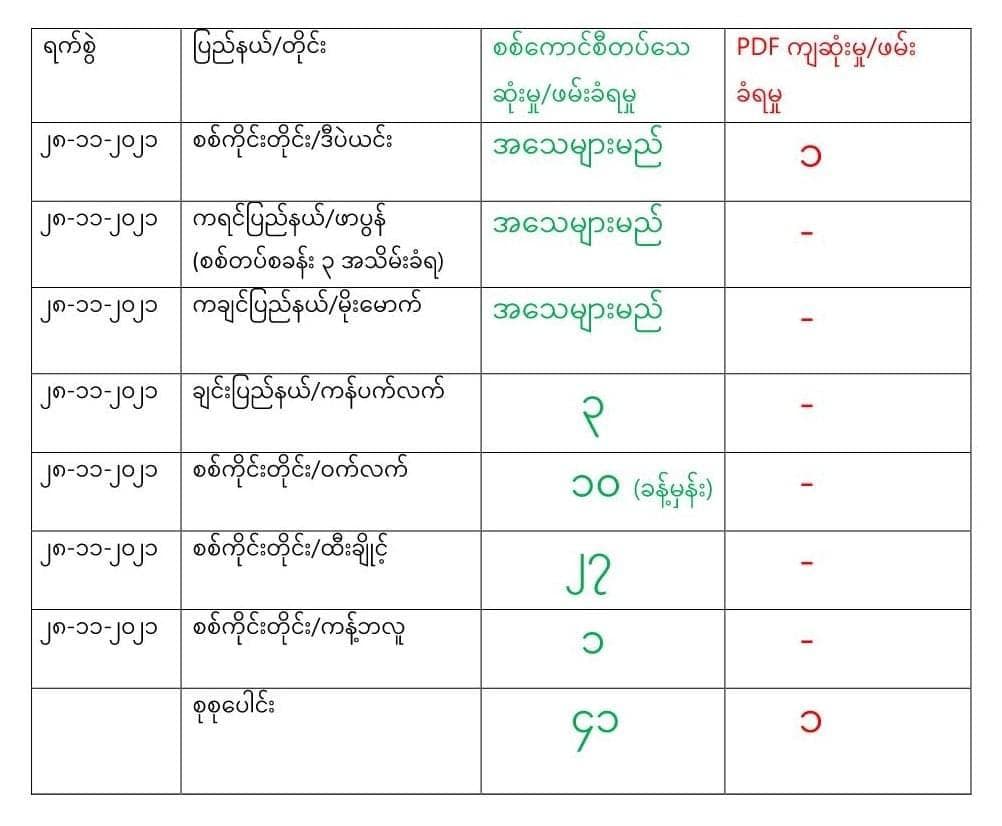 ရက်စွဲ ပြည်နယ်/တိုင်း စစ်ကောင်စီတပ်သေ PDF ကျဆုံးမှု/ဖမ်း
ဆုံးမှု/ဖမ်းခံရမှု ခံရမှု
၂၈-၁၁-၂၀၂၁ စစ်ကိုင်းတိုင်း/ဒီပဲယင်း အသေများမည် ၁
၂၈-၁၁-၂၀၂၁ ကရင်ပြည်နယ်/ဖာပွန် အသေများမည် -
(စစ်တပ်စခန်း ၃ အသိမ်းခံရ)
၂၈-၁၁-၂၀၂၁ ကချင်ပြည်နယ်/မိုးမောက် အသေများမည် -
၂၈-၁၁-၂၀၂၁ ချင်းပြည်နယ်/ကန်ပက်လက် ၃ -
၂၈-၁၁-၂၀၂၁ စစ်ကိုင်းတိုင်း/ဝက်လက် ၁၀ (ခန့်မှန်း) -
၂၈-၁၁-၂၀၂၁ စစ်ကိုင်းတိုင်း/ထီးချိုင့် ၂၇ -
၂၈-၁၁-၂၀၂၁ စစ်ကိုင်းတိုင်း/ကန့်ဘလူ ၁ -
စုစုပေါင်း ၄၁ ၁